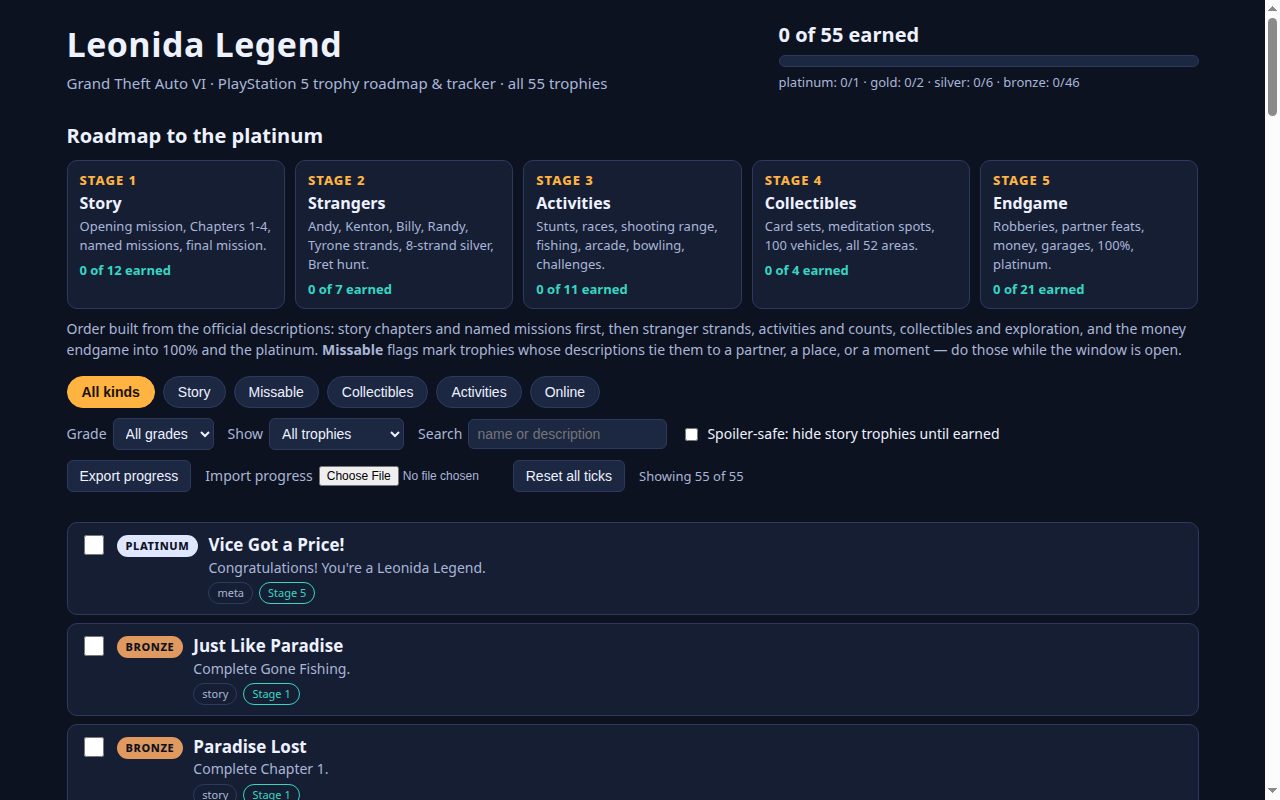 Leonida Legend
Grand Theft Auto VI · PlayStation 5 trophy roadmap & tracker · all 55 trophies
0 of 55 earned
platinum: 0/1 · gold: 0/2 · silver: 0/6 · bronze: 0/46
Roadmap to the platinum
STAGE 1
Story
Opening mission, Chapters 1-4,
named missions, final mission.
0 of 12 earned
STAGE 2
Strangers
Andy, Kenton, Billy, Randy,
Tyrone strands, 8-strand silver,
Bret hunt.
0 of 7 earned
STAGE 3
Activities
Stunts, races, shooting range,
fishing, arcade, bowling,
challenges.
0 of 11 earned
STAGE 4
Collectibles
Card sets, meditation spots,
100 vehicles, all 52 areas.
0 of 4 earned
STAGE 5
Endgame
Robberies, partner feats,
money, garages, 100%,
platinum.
0 of 21 earned
Order built from the official descriptions: story chapters and named missions first, then stranger strands, activities and counts, collectibles and exploration, and the money
endgame into 100% and the platinum. Missable flags mark trophies whose descriptions tie them to a partner, a place, or a moment — do those while the window is open.
All kinds Story Missable Collectibles Activities Online
Grade All grades Show All trophies Search name or description Spoiler-safe: hide story trophies until earned
Export progress Import progress Choose File No file chosen Reset all ticks Showing 55 of 55
PLATINUM Vice Got a Price!
Congratulations! You're a Leonida Legend.
meta Stage 5
BRONZE Just Like Paradise
Complete Gone Fishing.
story Stage 1
BRONZE Paradise Lost
Complete Chapter 1.
story Stage 1